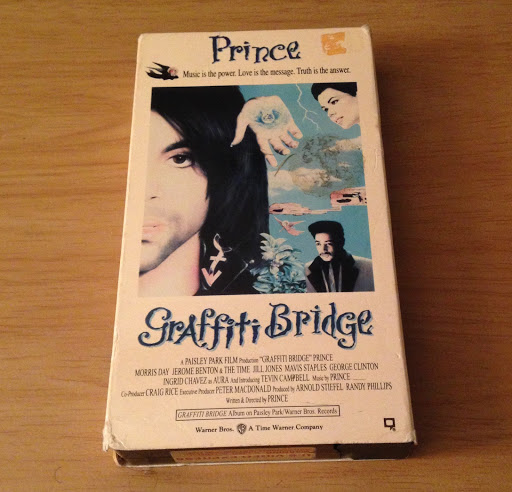 Prince
Music is the power. Love is the message. Truth is the answer.
Graffiti Bridge
A PAISLEY PARK FILM Production "GRAFFITI BRIDGE" PRINCE
MORRIS DAY JEROME BENTON & THE TIME JILL JONES MAVIS STAPLES GEORGE CLINTON
INGRID CHAVEZ as AURA And Introducing TEVIN CAMPBELL Music by PRINCE
Co-Producer CRAIG RICE Executive Producer PETER MACDONALD Produced by ARNOLD STIEFEL RANDY PHILLIPS
Written & Directed by PRINCE
GRAFFITI BRIDGE Album on Paisley Park/Warner Bros. Records
Warner Bros. WB A Time Warner Company